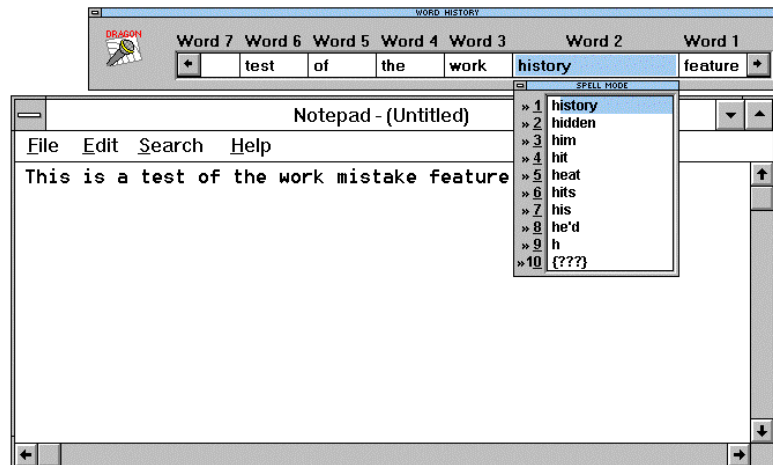 WORD HISTORY
DRAGON
Word 7 Word 6 Word 5 Word 4 Word 3 Word 2 Word 1
test of the work history feature
SPELL MODE
» 1 history
» 2 hidden
» 3 him
» 4 hit
» 5 heat
» 6 hits
» 7 his
» 8 he'd
» 9 h
»10 {???}
Notepad - (Untitled)
File Edit Search Help
This is a test of the work mistake feature